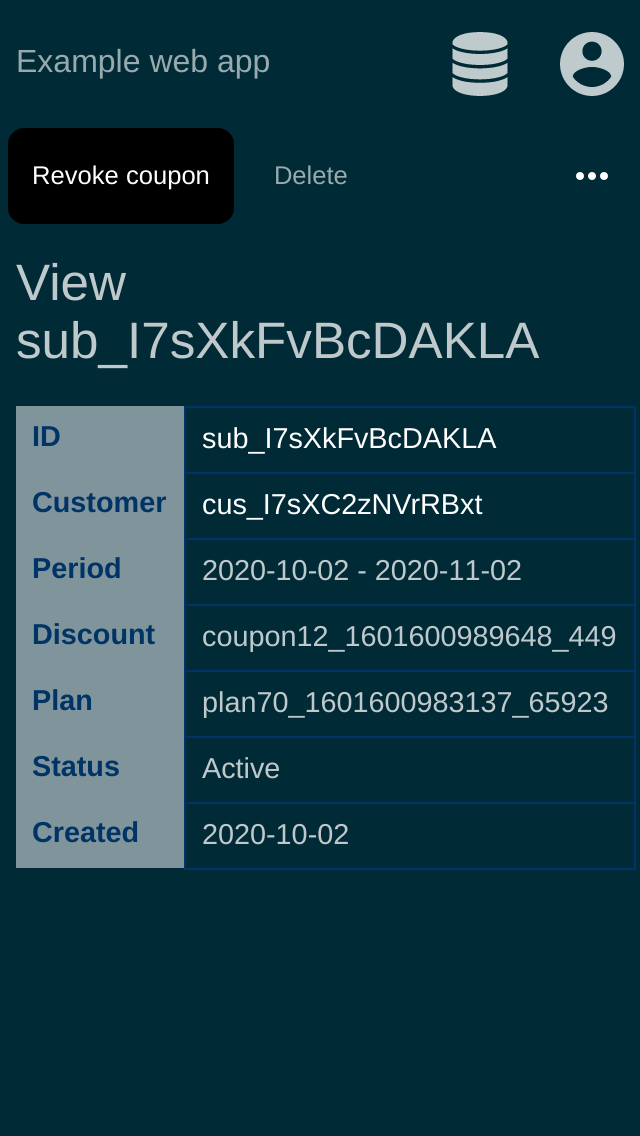 Example web app
Revoke coupon Delete
View
sub_I7sXkFvBcDAKLA
ID sub_I7sXkFvBcDAKLA
Customer cus_I7sXC2zNVrRBxt
Period 2020-10-02 - 2020-11-02
Discount coupon12_1601600989648_449
Plan plan70_1601600983137_65923
Status Active
Created 2020-10-02